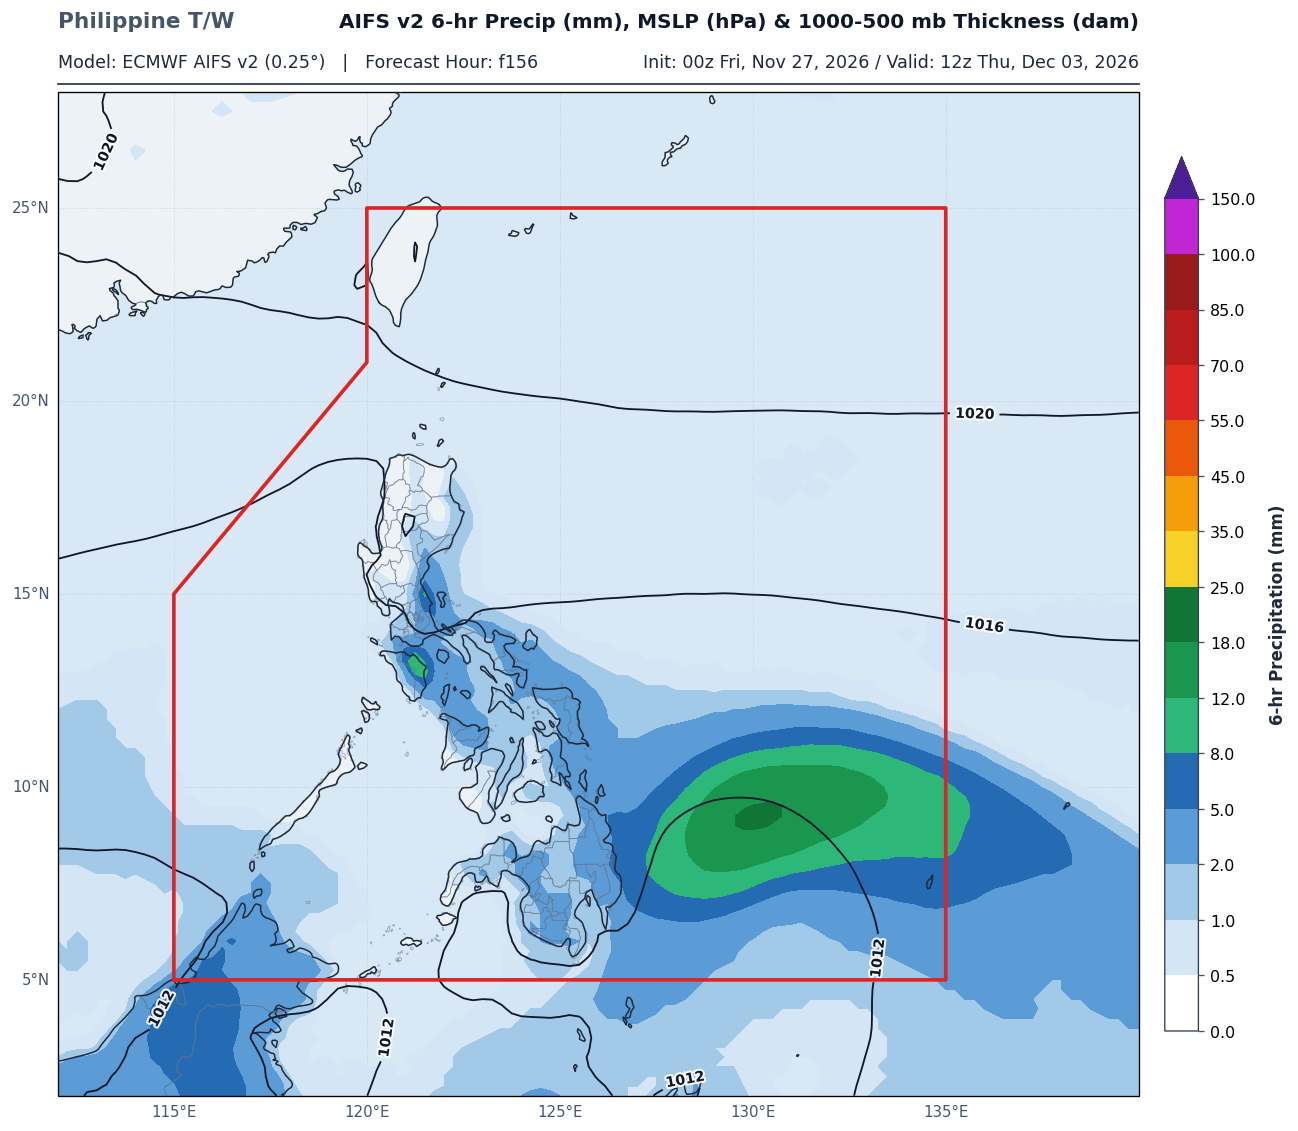 Philippine T/W
AIFS v2 6-hr Precip (mm), MSLP (hPa) & 1000-500 mb Thickness (dam)
Model: ECMWF AIFS v2 (0.25°) | Forecast Hour: f156
Init: 00z Fri, Nov 27, 2026 / Valid: 12z Thu, Dec 03, 2026
1020
25°N
20°N
1020
15°N
1016
10°N
5°N
1012
1012
1012
1012
115°E
120°E
125°E
130°E
135°E
150.0
100.0
85.0
70.0
55.0
45.0
35.0
25.0
18.0
12.0
8.0
5.0
2.0
1.0
0.5
0.0
6-hr Precipitation (mm)